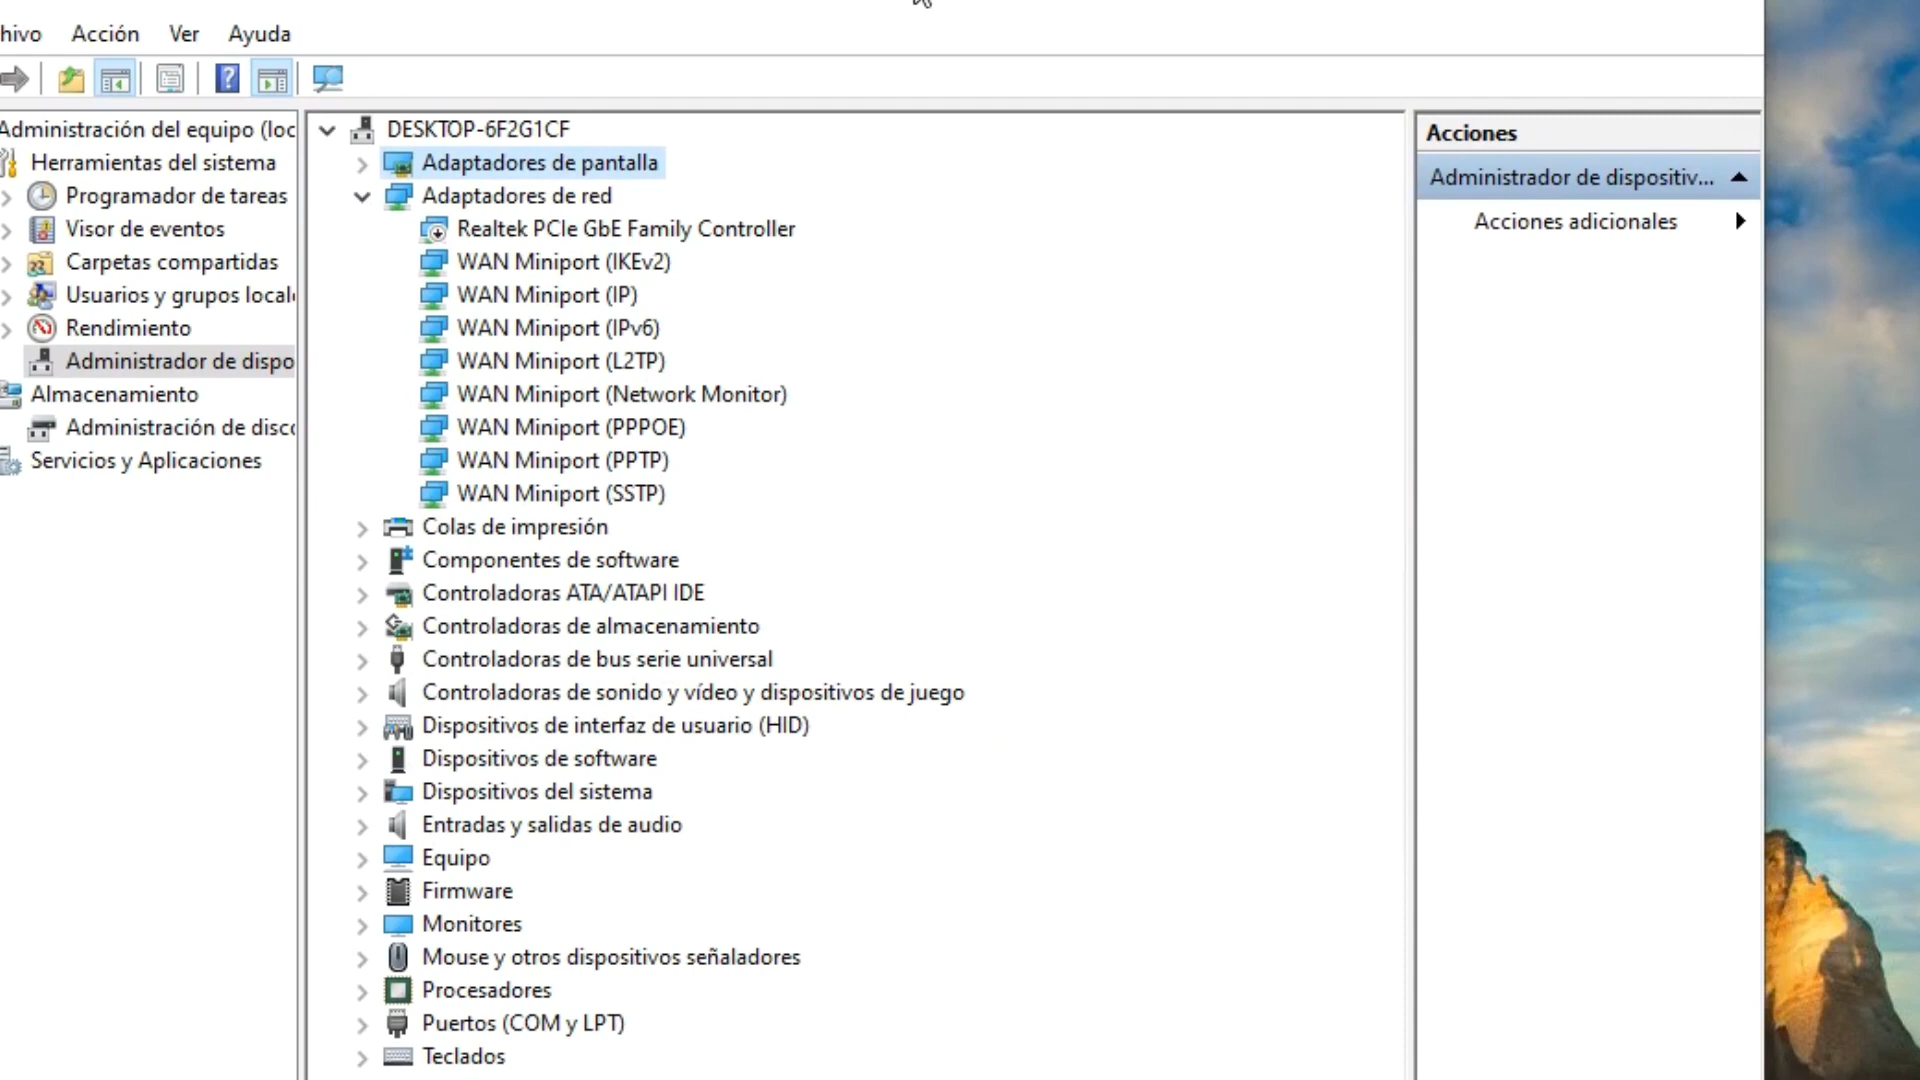 hivo Acción Ver Ayuda
Administración del equipo (loc
Herramientas del sistema
Programador de tareas
Visor de eventos
Carpetas compartidas
Usuarios y grupos local
Rendimiento
Administrador de dispo
Almacenamiento
Administración de disc
Servicios y Aplicaciones
DESKTOP-6F2G1CF
Adaptadores de pantalla
Adaptadores de red
Realtek PCIe GbE Family Controller
WAN Miniport (IKEv2)
WAN Miniport (IP)
WAN Miniport (IPv6)
WAN Miniport (L2TP)
WAN Miniport (Network Monitor)
WAN Miniport (PPPOE)
WAN Miniport (PPTP)
WAN Miniport (SSTP)
Colas de impresión
Componentes de software
Controladoras ATA/ATAPI IDE
Controladoras de almacenamiento
Controladoras de bus serie universal
Controladoras de sonido y vídeo y dispositivos de juego
Dispositivos de interfaz de usuario (HID)
Dispositivos de software
Dispositivos del sistema
Entradas y salidas de audio
Equipo
Firmware
Monitores
Mouse y otros dispositivos señaladores
Procesadores
Puertos (COM y LPT)
Teclados
Acciones
Administrador de dispositiv...
Acciones adicionales